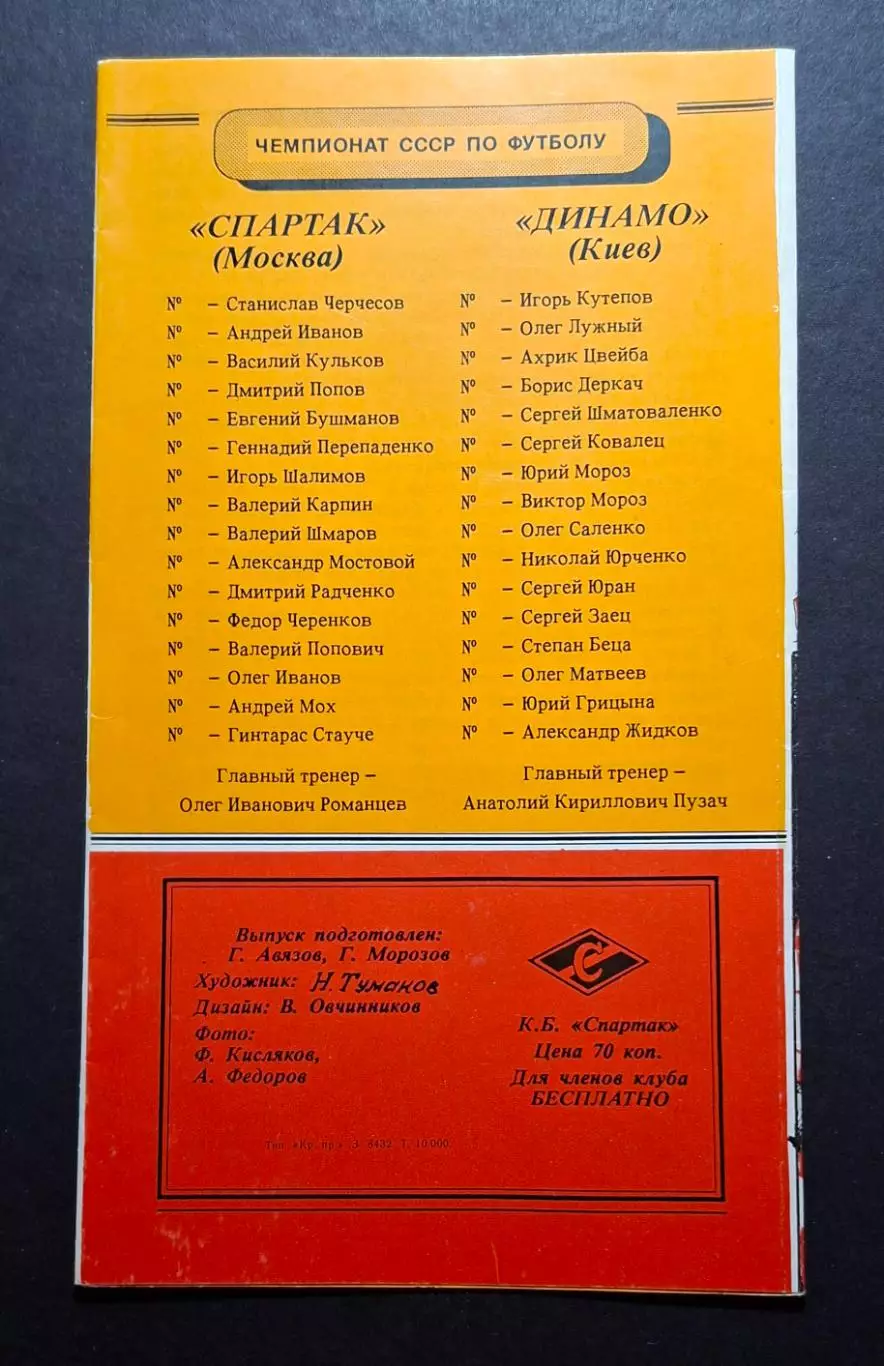 ЧЕМПИОНАТ СССР ПО ФУТБОЛУ
«СПАРТАК»
(Москва)
№ – Станислав Черчесов
№ – Андрей Иванов
№ – Василий Кульков
№ – Дмитрий Попов
№ – Евгений Бушманов
№ – Геннадий Перепаденко
№ – Игорь Шалимов
№ – Валерий Карпин
№ – Валерий Шмаров
№ – Александр Мостовой
№ – Дмитрий Радченко
№ – Федор Черенков
№ – Валерий Попович
№ – Олег Иванов
№ – Андрей Мох
№ – Гинтарас Стауче
Главный тренер –
Олег Иванович Романцев
«ДИНАМО»
(Киев)
№ – Игорь Кутепов
№ – Олег Лужный
№ – Ахрик Цвейба
№ – Борис Деркач
№ – Сергей Шматоваленко
№ – Сергей Ковалец
№ – Юрий Мороз
№ – Виктор Мороз
№ – Олег Саленко
№ – Николай Юрченко
№ – Сергей Юран
№ – Сергей Заец
№ – Степан Беца
№ – Олег Матвеев
№ – Юрий Грицына
№ – Александр Жидков
Главный тренер –
Анатолий Кириллович Пузач
Выпуск подготовлен:
Г. Авязов, Г. Морозов
Художник: Н. Туманов
Дизайн: В. Овчинников
Фото:
Ф. Кисляков,
А. Федоров
С
К.Б. «Спартак»
Цена 70 коп.
Для членов клуба
БЕСПЛАТНО
Тип. «Кр. пр.» З. 8432 Т. 10.000.